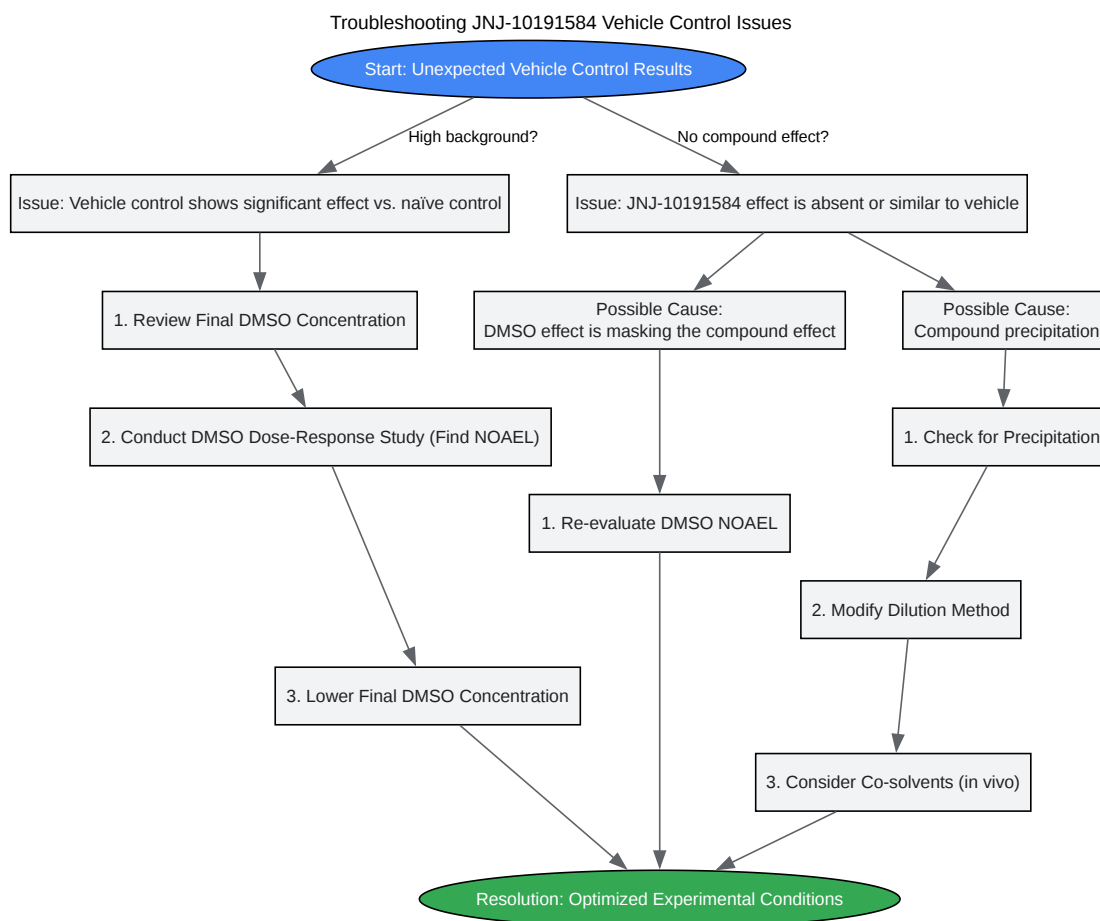 Troubleshooting JNJ-10191584 Vehicle Control Issues
Start: Unexpected Vehicle Control Results
High background?
No compound effect?
Issue: Vehicle control shows significant effect vs. naïve control
Issue: JNJ-10191584 effect is absent or similar to vehicle
1. Review Final DMSO Concentration
Possible Cause:
DMSO effect is masking the compound effect
Possible Cause:
Compound precipitation
2. Conduct DMSO Dose-Response Study (Find NOAEL)
1. Check for Precipitation
1. Re-evaluate DMSO NOAEL
2. Modify Dilution Method
3. Lower Final DMSO Concentration
3. Consider Co-solvents (in vivo)
Resolution: Optimized Experimental Conditions